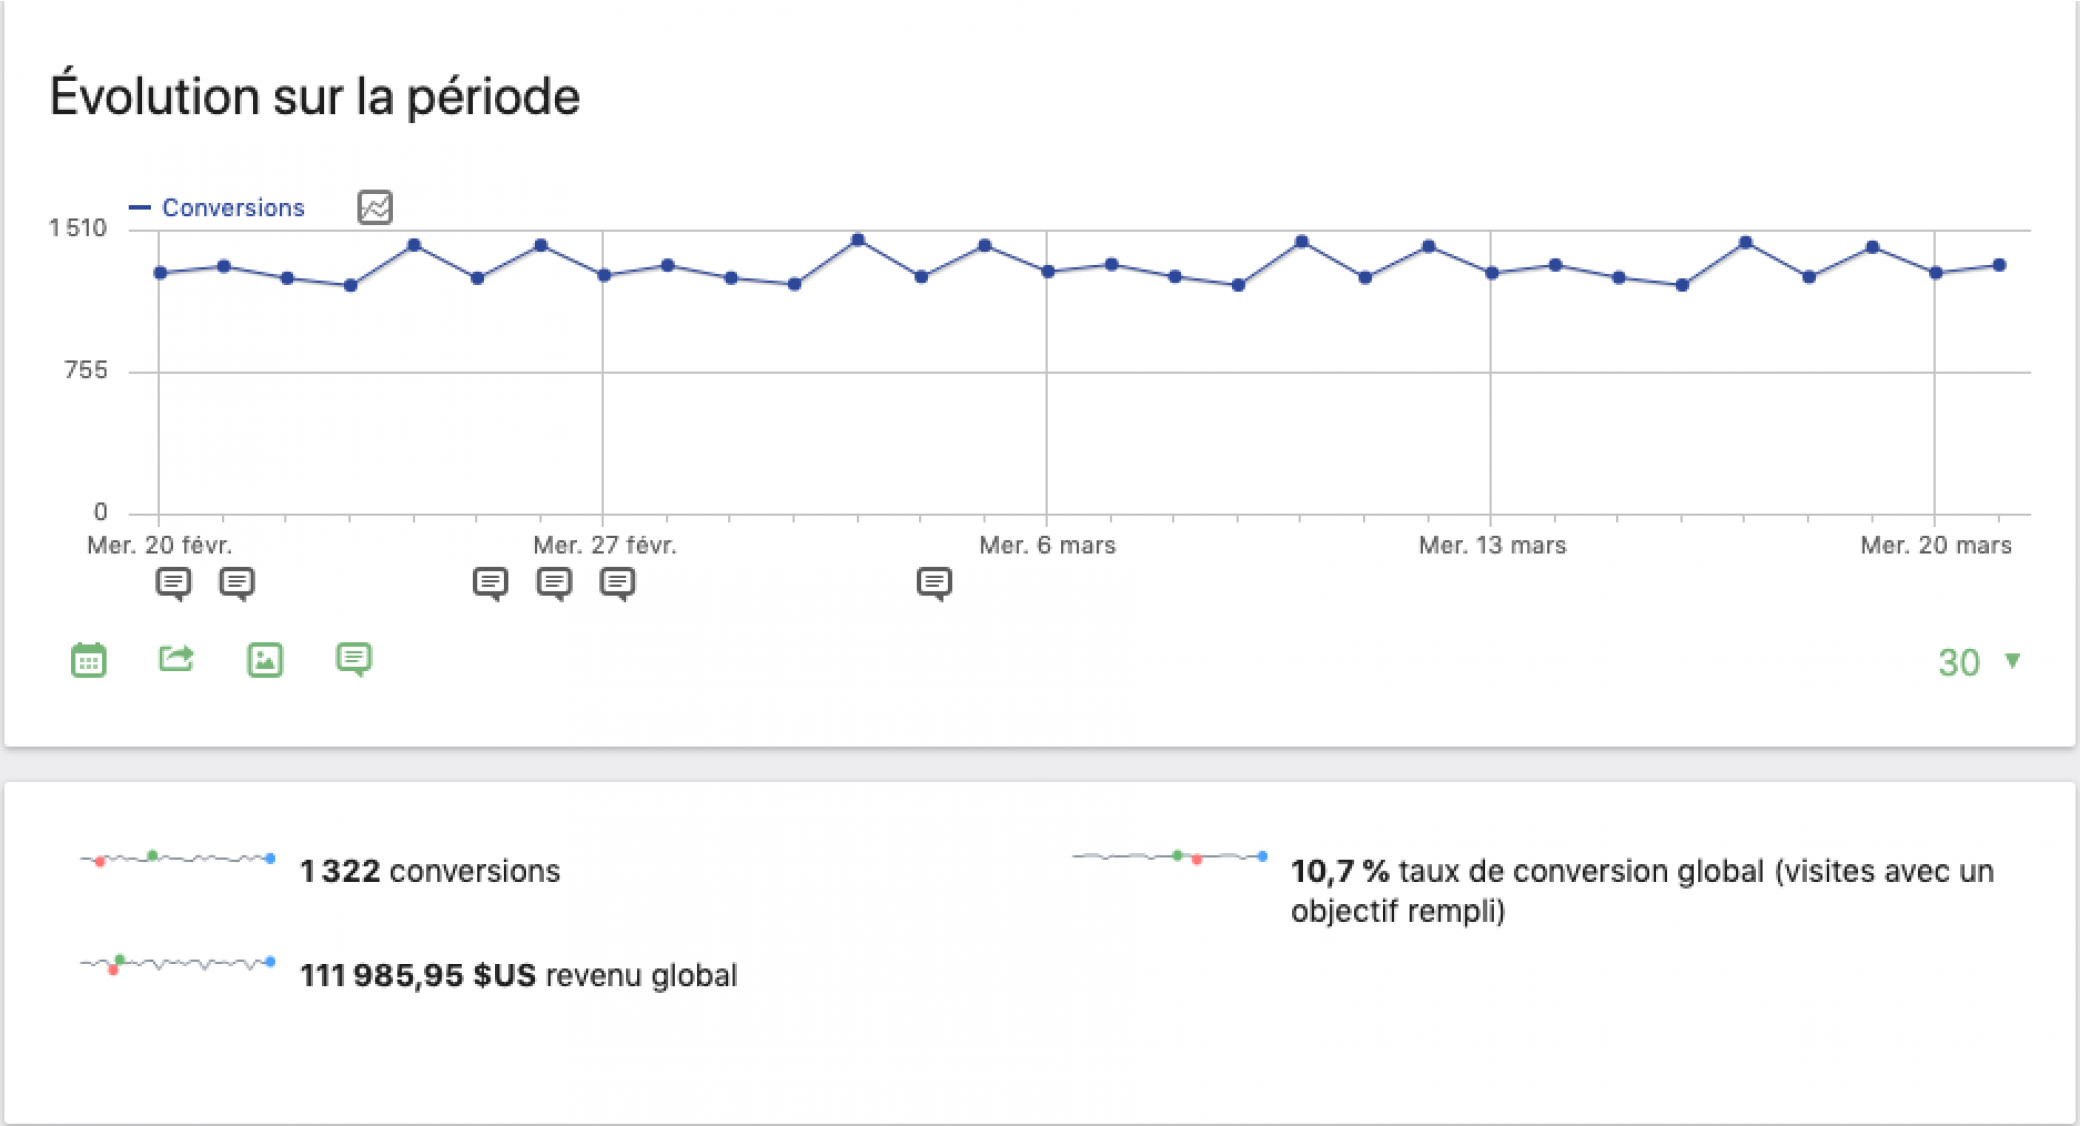 Évolution sur la période
Conversions
1 510
755
0
Mer. 20 févr.
Mer. 27 févr.
Mer. 6 mars
Mer. 13 mars
Mer. 20 mars
30
1 322 conversions
10,7 % taux de conversion global (visites avec un
objectif rempli)
111 985,95 $US revenu global